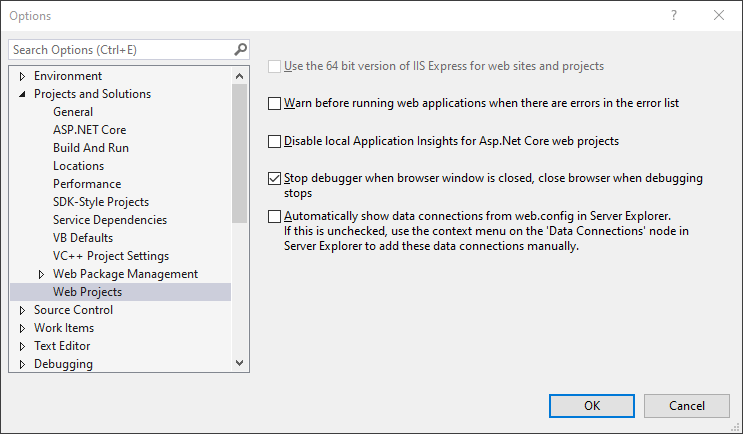 Options
Search Options (Ctrl+E)
Environment
Projects and Solutions
General
ASP.NET Core
Build And Run
Locations
Performance
SDK-Style Projects
Service Dependencies
VB Defaults
VC++ Project Settings
Web Package Management
Web Projects
Source Control
Work Items
Text Editor
Debugging
Use the 64 bit version of IIS Express for web sites and projects
Warn before running web applications when there are errors in the error list
Disable local Application Insights for Asp.Net Core web projects
Stop debugger when browser window is closed, close browser when debugging
stops
Automatically show data connections from web.config in Server Explorer.
If this is unchecked, use the context menu on the 'Data Connections' node in
Server Explorer to add these data connections manually.
OK
Cancel